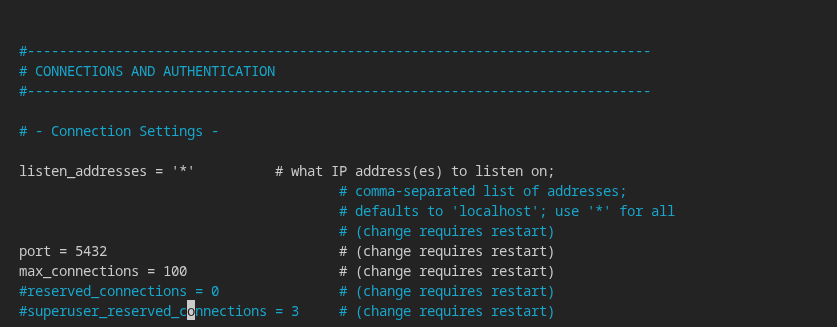 #------------------------------------------------------------------------------
# CONNECTIONS AND AUTHENTICATION
#------------------------------------------------------------------------------
# - Connection Settings -
listen_addresses = '*'          # what IP address(es) to listen on;
                                        # comma-separated list of addresses;
                                        # defaults to 'localhost'; use '*' for all
                                        # (change requires restart)
port = 5432                             # (change requires restart)
max_connections = 100                   # (change requires restart)
#reserved_connections = 0               # (change requires restart)
#superuser_reserved_connections = 3     # (change requires restart)